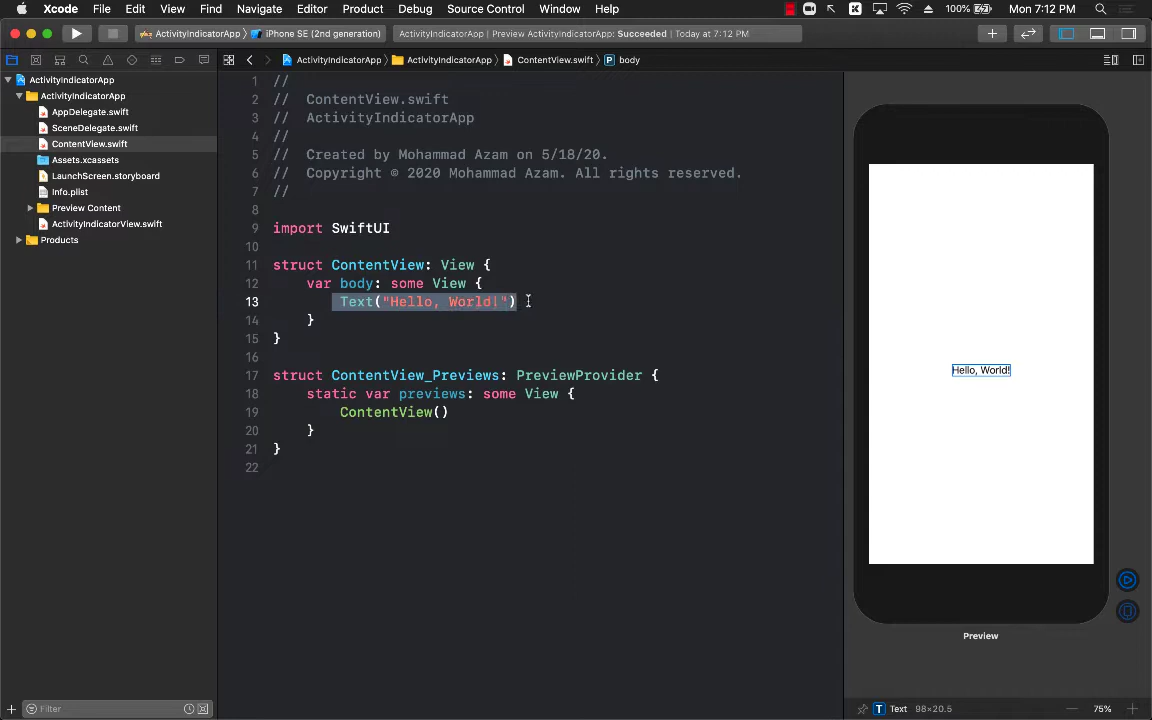 Xcode File Edit View Find Navigate Editor Product Debug Source Control Window Help 100% Mon 7:12 PM
ActivityIndicatorApp iPhone SE (2nd generation) ActivityIndicatorApp | Preview ActivityIndicatorApp: Succeeded | Today at 7:12 PM
ActivityIndicatorApp ActivityIndicatorApp ContentView.swift P body
ActivityIndicatorApp
ActivityIndicatorApp
AppDelegate.swift
SceneDelegate.swift
ContentView.swift
Assets.xcassets
LaunchScreen.storyboard
Info.plist
Preview Content
ActivityIndicatorView.swift
Products
Filter
1 //
2 // ContentView.swift
3 // ActivityIndicatorApp
4 //
5 // Created by Mohammad Azam on 5/18/20.
6 // Copyright © 2020 Mohammad Azam. All rights reserved.
7 //
8
9 import SwiftUI
10
11 struct ContentView: View {
12 var body: some View {
13 Text("Hello, World!")
14 }
15 }
16
17 struct ContentView_Previews: PreviewProvider {
18 static var previews: some View {
19 ContentView()
20 }
21 }
22
Hello, World!
Preview
T Text 98×20.5 75%